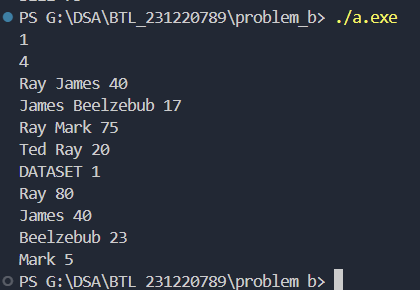 PS G:\DSA\BTL_231220789\problem_b> ./a.exe
1
4
Ray James 40
James Beelzebub 17
Ray Mark 75
Ted Ray 20
DATASET 1
Ray 80
James 40
Beelzebub 23
Mark 5
PS G:\DSA\BTL_231220789\problem_b>